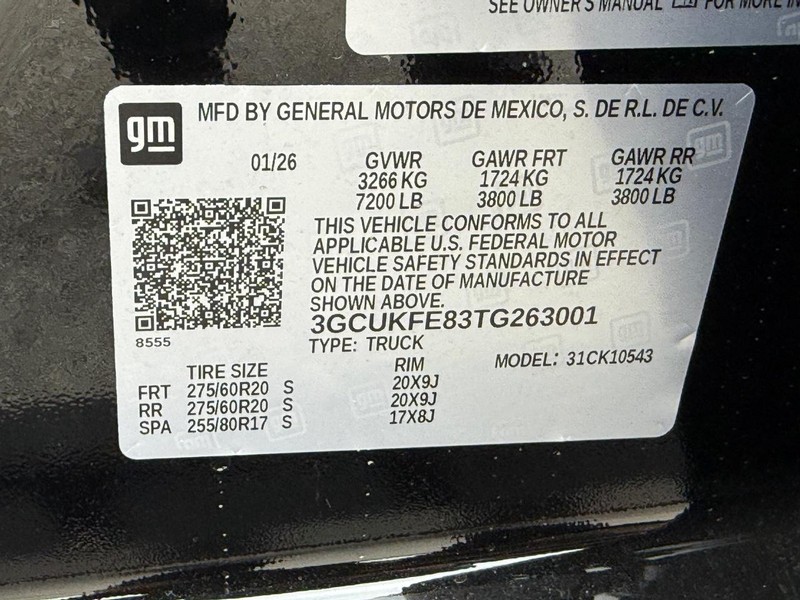 SEE OWNER'S MANUAL FOR MORE IN
gm
MFD BY GENERAL MOTORS DE MEXICO, S. DE R.L. DE C.V.
01/26 GVWR GAWR FRT GAWR RR
3266 KG 1724 KG 1724 KG
7200 LB 3800 LB 3800 LB
THIS VEHICLE CONFORMS TO ALL
APPLICABLE U.S. FEDERAL MOTOR
VEHICLE SAFETY STANDARDS IN EFFECT
ON THE DATE OF MANUFACTURE
SHOWN ABOVE.
3GCUKFE83TG263001
8555
TYPE: TRUCK
MODEL: 31CK10543
TIRE SIZE RIM
FRT 275/60R20 S 20X9J
RR 275/60R20 S 20X9J
SPA 255/80R17 S 17X8J